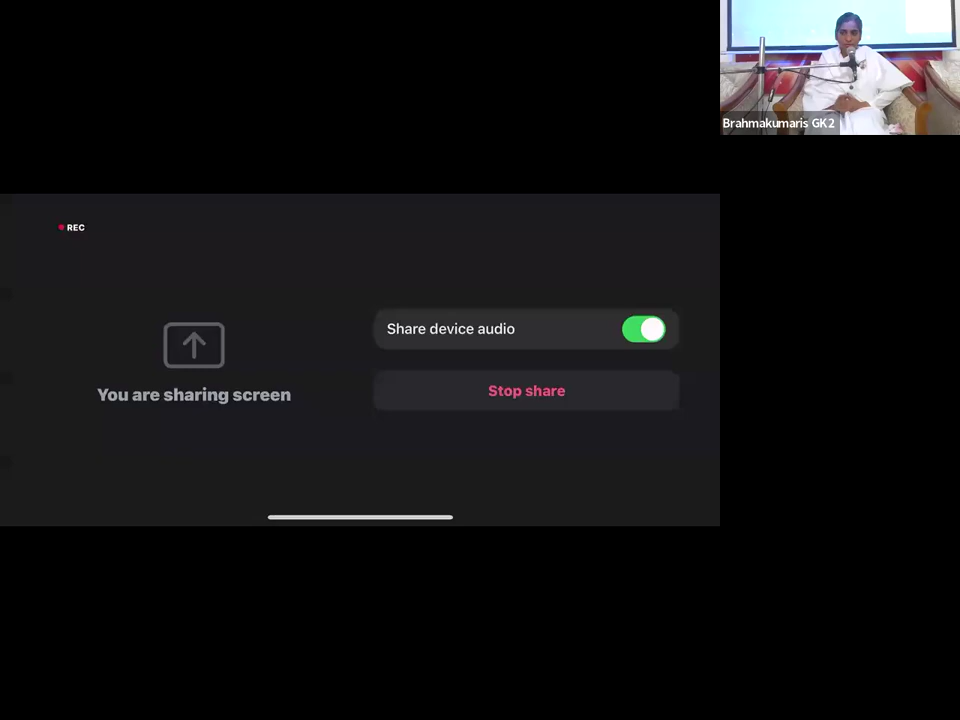 Brahmakumaris GK2
REC
Share device audio
You are sharing screen
Stop share